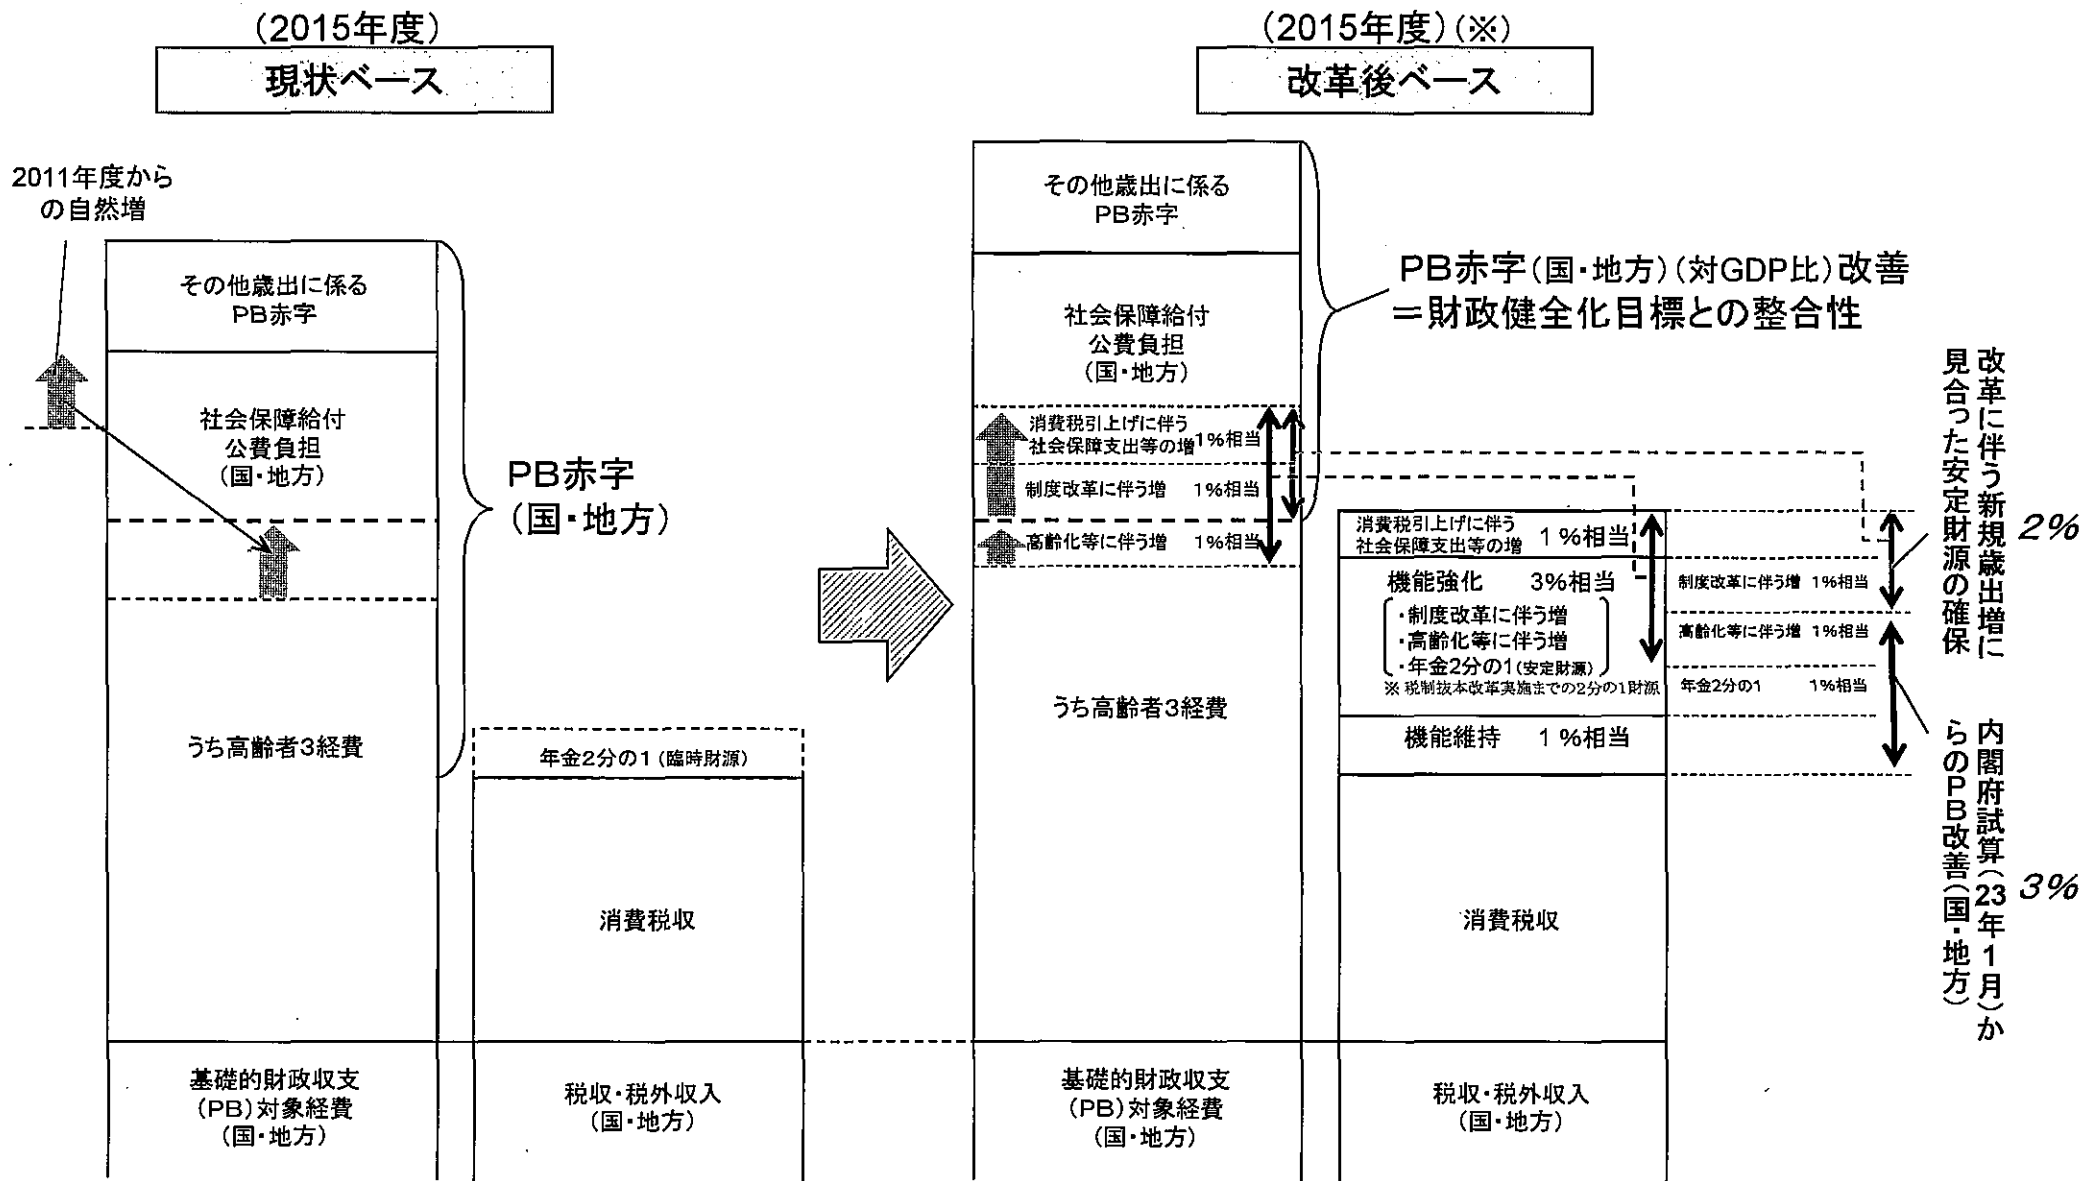 (2015年度)
現状ベース
2011年度から
の自然増
その他歳出に係る
PB赤字
社会保障給付
公費負担
(国・地方)
うち高齢者3経費
基礎的財政収支
(PB)対象経費
(国・地方)
PB赤字
(国・地方)
年金2分の1(臨時財源)
消費税収
税収・税外収入
(国・地方)
(2015年度)(※)
改革後ベース
その他歳出に係る
PB赤字
社会保障給付
公費負担
(国・地方)
消費税引上げに伴う
社会保障支出等の増 1%相当
制度改革に伴う増 1%相当
高齢化等に伴う増 1%相当
うち高齢者3経費
基礎的財政収支
(PB)対象経費
(国・地方)
PB赤字(国・地方)(対GDP比)改善
=財政健全化目標との整合性
消費税引上げに伴う
社会保障支出等の増 1%相当
機能強化 3%相当
・制度改革に伴う増
・高齢化等に伴う増
・年金2分の1(安定財源)
※税制抜本改革実施までの2分の1財源
機能維持 1%相当
消費税収
税収・税外収入
(国・地方)
制度改革に伴う増 1%相当
高齢化等に伴う増 1%相当
年金2分の1 1%相当
改革に伴う新規歳出増に
見合った安定財源の確保
2%
内閣府試算(23年1月)か
らのPB改善(国・地方)
3%